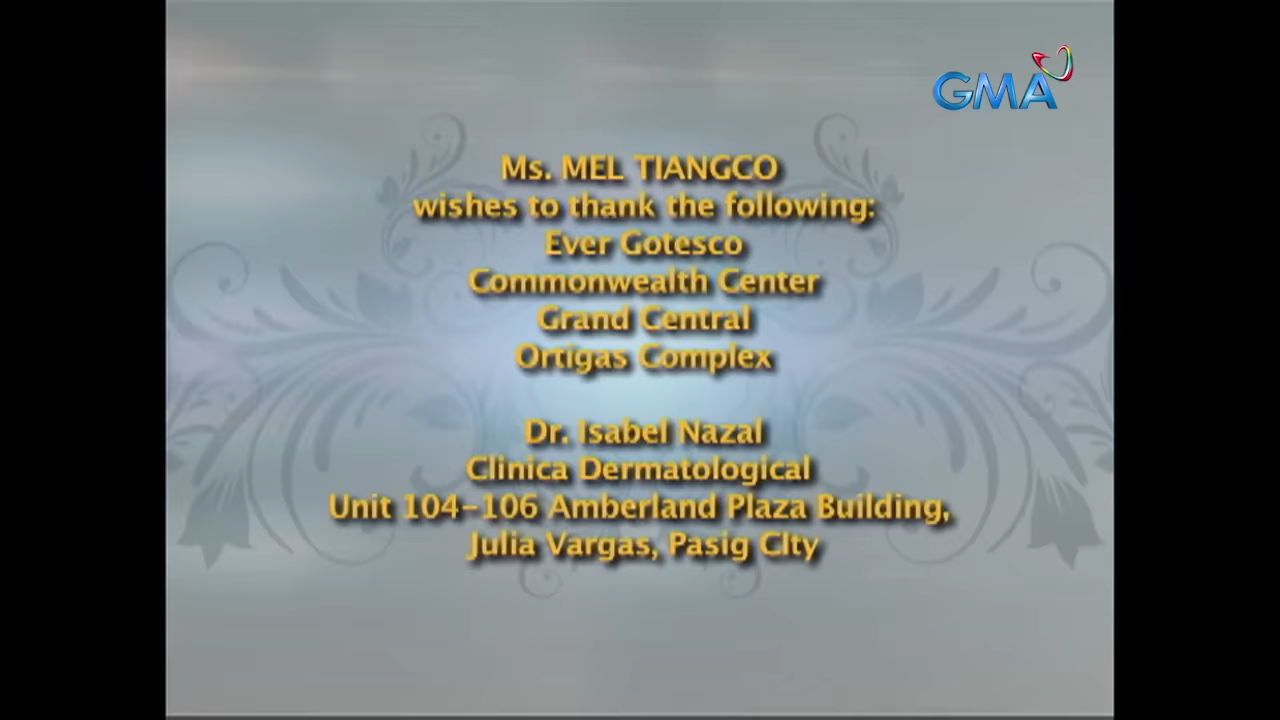 GMA
Ms. MEL TIANGCO
wishes to thank the following:
Ever Gotesco
Commonwealth Center
Grand Central
Ortigas Complex
Dr. Isabel Nazal
Clinica Dermatological
Unit 104-106 Amberland Plaza Building,
Julia Vargas, Pasig CIty